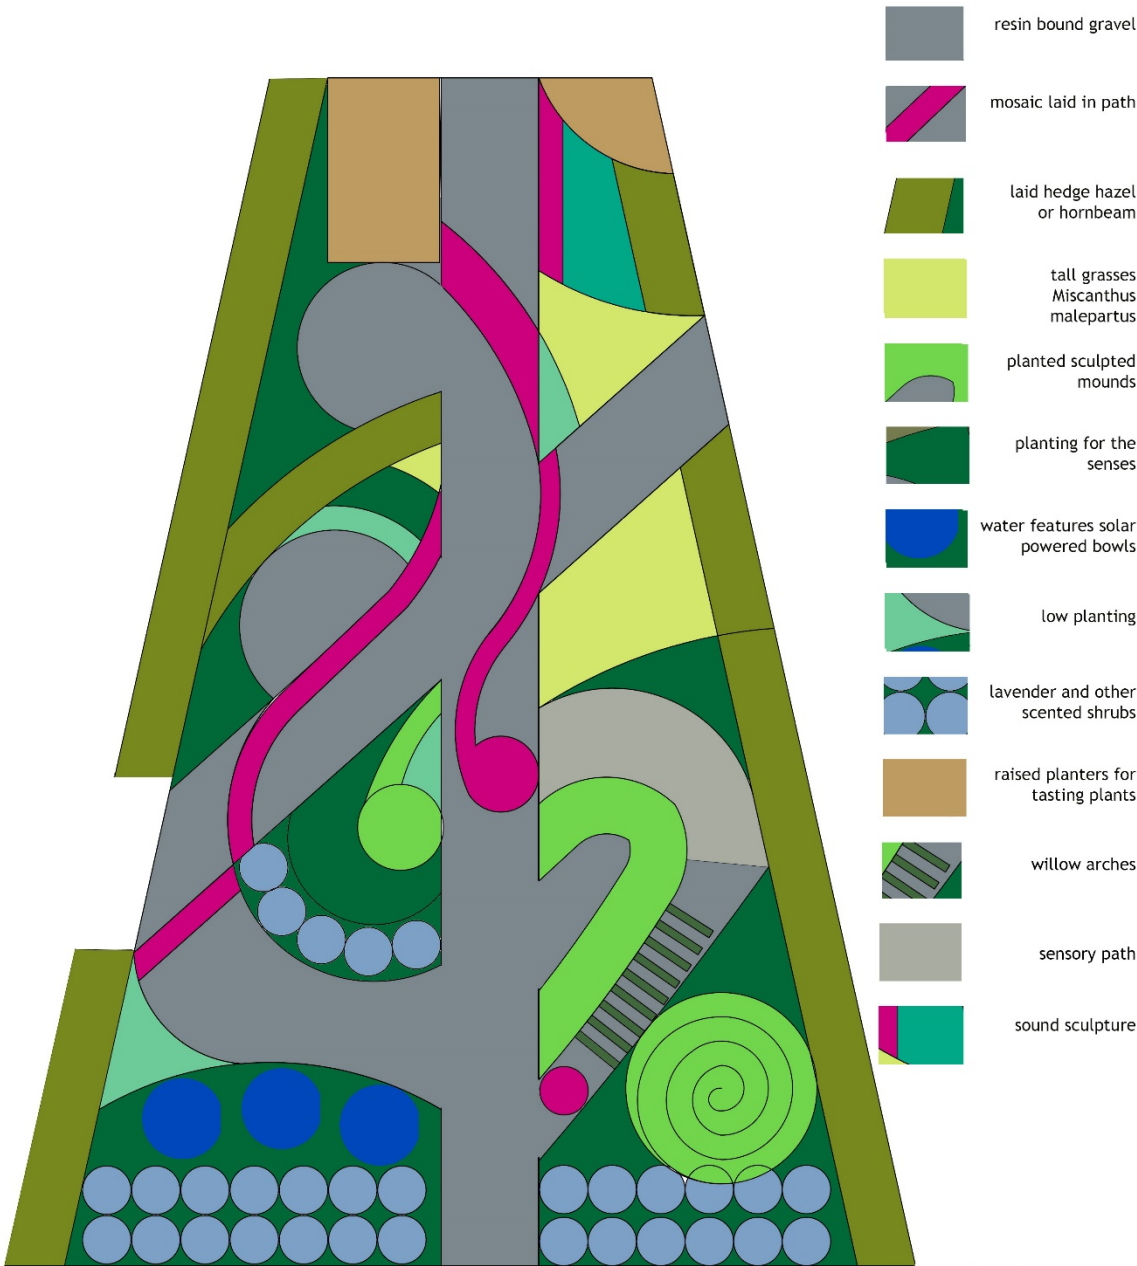 resin bound gravel
mosaic laid in path
laid hedge hazel
or hornbeam
tall grasses
Miscanthus
malepartus
planted sculpted
mounds
planting for the
senses
water features solar
powered bowls
low planting
lavender and other
scented shrubs
raised planters for
tasting plants
willow arches
sensory path
sound sculpture